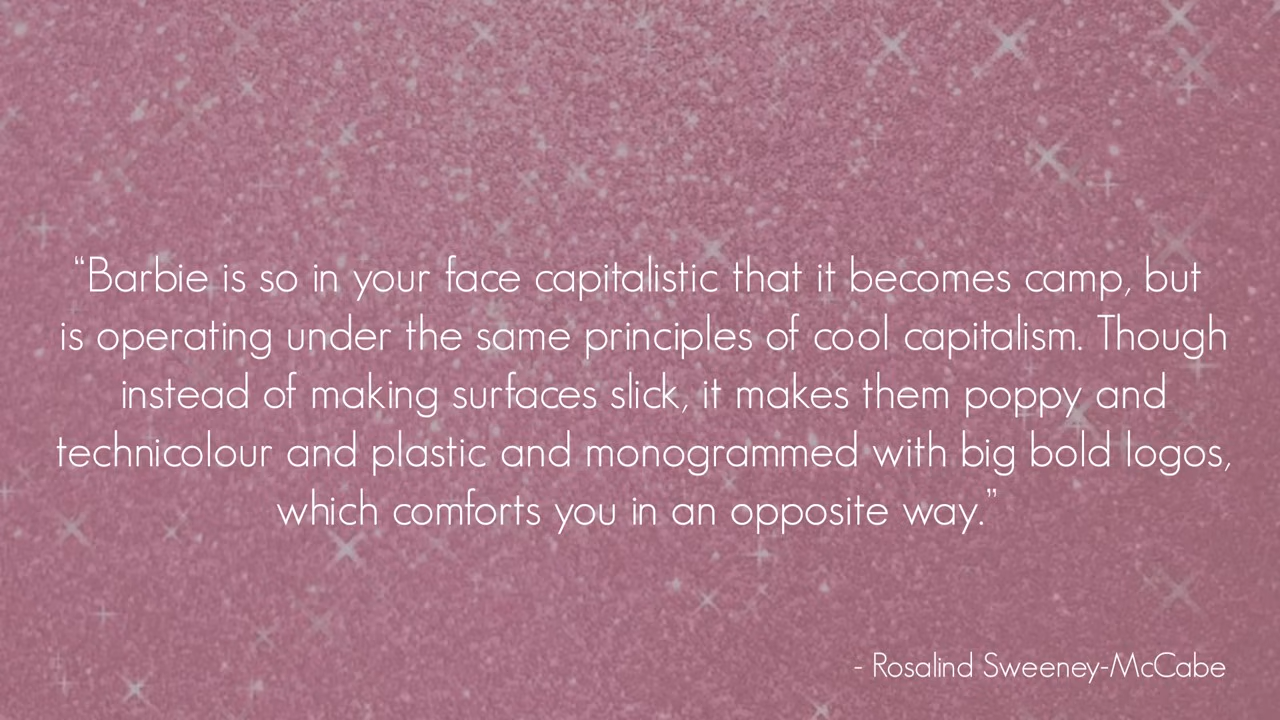 “Barbie is so in your face capitalistic that it becomes camp, but
is operating under the same principles of cool capitalism. Though
instead of making surfaces slick, it makes them poppy and
technicolour and plastic and monogrammed with big bold logos,
which comforts you in an opposite way.”
- Rosalind Sweeney-McCabe